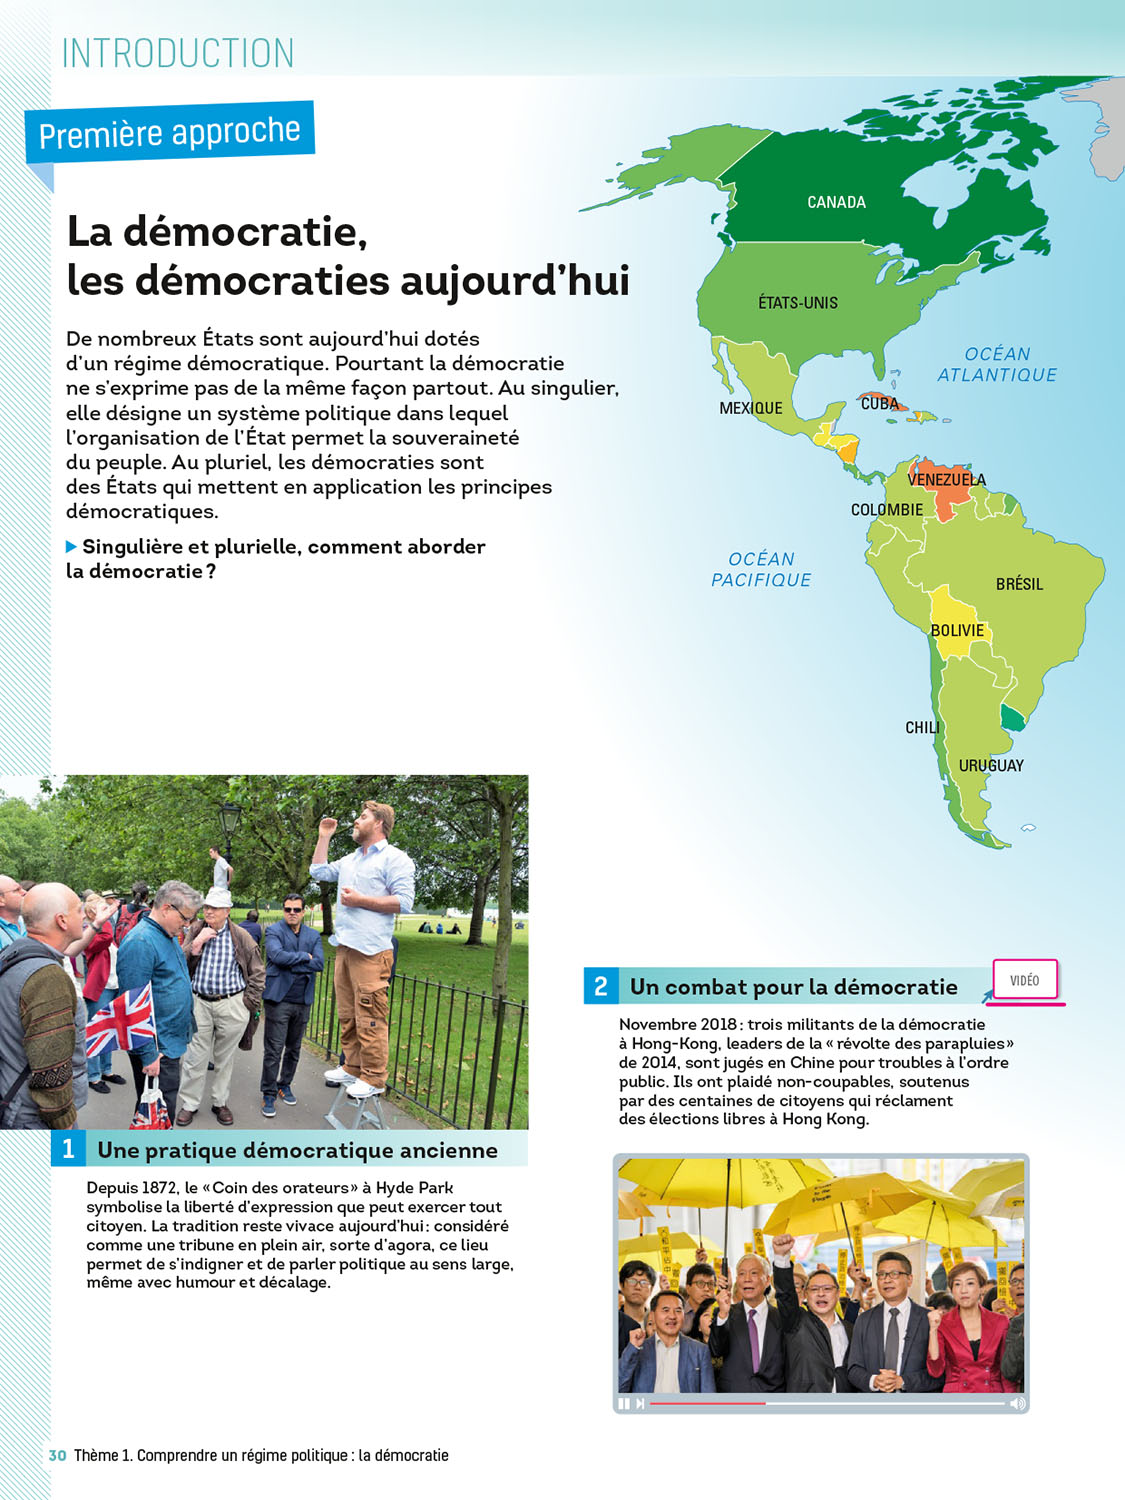 INTRODUCTION
Première approche
La démocratie,
les démocraties aujourd'hui
De nombreux États sont aujourd'hui dotés
d'un régime démocratique. Pourtant la démocratie
ne s'exprime pas de la même façon partout. Au singulier,
elle désigne un système politique dans lequel
l'organisation de l'État permet la souveraineté
du peuple. Au pluriel, les démocraties sont
des États qui mettent en application les principes
démocratiques.
▶ Singulière et plurielle, comment aborder
la démocratie ?
CANADA
ÉTATS-UNIS
OCÉAN
ATLANTIQUE
MEXIQUE
CUBA
VENEZUELA
COLOMBIE
OCÉAN
PACIFIQUE
BRÉSIL
BOLIVIE
CHILI
URUGUAY
1 Une pratique démocratique ancienne
Depuis 1872, le « Coin des orateurs » à Hyde Park
symbolise la liberté d'expression que peut exercer tout
citoyen. La tradition reste vivace aujourd'hui : considéré
comme une tribune en plein air, sorte d'agora, ce lieu
permet de s'indigner et de parler politique au sens large,
même avec humour et décalage.
2 Un combat pour la démocratie
VIDÉO
Novembre 2018 : trois militants de la démocratie
à Hong-Kong, leaders de la « révolte des parapluies »
de 2014, sont jugés en Chine pour troubles à l'ordre
public. Ils ont plaidé non-coupables, soutenus
par des centaines de citoyens qui réclament
des élections libres à Hong Kong.
30 Thème 1. Comprendre un régime politique : la démocratie